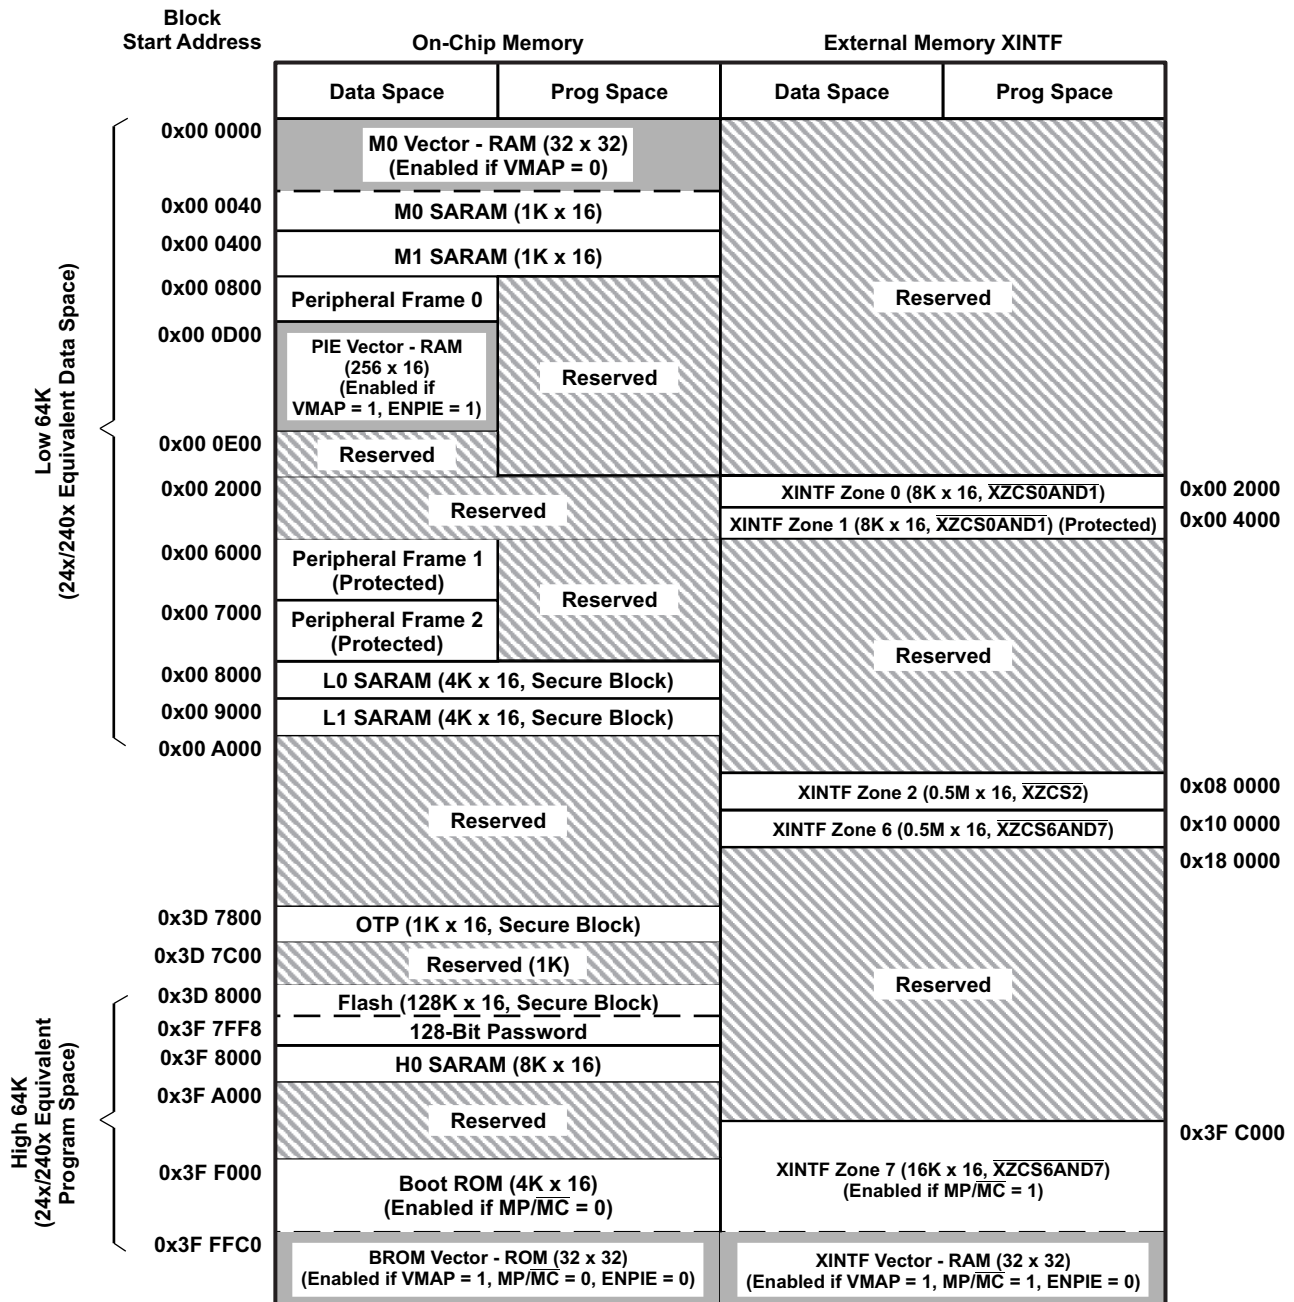 Block
Start Address
On-Chip Memory
External Memory XINTF
Data Space
Prog Space
Data Space
Prog Space
Low 64K
(24x/240x Equivalent Data Space)
0x00 0000
M0 Vector - RAM (32 x 32)
(Enabled if VMAP = 0)
0x00 0040
M0 SARAM (1K x 16)
0x00 0400
M1 SARAM (1K x 16)
0x00 0800
Peripheral Frame 0
Reserved
0x00 0D00
PIE Vector - RAM
(256 x 16)
(Enabled if
VMAP = 1, ENPIE = 1)
Reserved
0x00 0E00
Reserved
0x00 2000
Reserved
XINTF Zone 0 (8K x 16, XZCS0AND1)
0x00 2000
XINTF Zone 1 (8K x 16, XZCS0AND1) (Protected)
0x00 4000
0x00 6000
Peripheral Frame 1
(Protected)
Reserved
0x00 7000
Peripheral Frame 2
(Protected)
Reserved
0x00 8000
L0 SARAM (4K x 16, Secure Block)
0x00 9000
L1 SARAM (4K x 16, Secure Block)
0x00 A000
Reserved
XINTF Zone 2 (0.5M x 16, XZCS2)
0x08 0000
XINTF Zone 6 (0.5M x 16, XZCS6AND7)
0x10 0000
0x18 0000
0x3D 7800
OTP (1K x 16, Secure Block)
0x3D 7C00
Reserved (1K)
Reserved
High 64K
(24x/240x Equivalent
Program Space)
0x3D 8000
Flash (128K x 16, Secure Block)
0x3F 7FF8
128-Bit Password
0x3F 8000
H0 SARAM (8K x 16)
0x3F A000
Reserved
0x3F C000
0x3F F000
Boot ROM (4K x 16)
(Enabled if MP/MC = 0)
XINTF Zone 7 (16K x 16, XZCS6AND7)
(Enabled if MP/MC = 1)
0x3F FFC0
BROM Vector - ROM (32 x 32)
(Enabled if VMAP = 1, MP/MC = 0, ENPIE = 0)
XINTF Vector - RAM (32 x 32)
(Enabled if VMAP = 1, MP/MC = 1, ENPIE = 0)